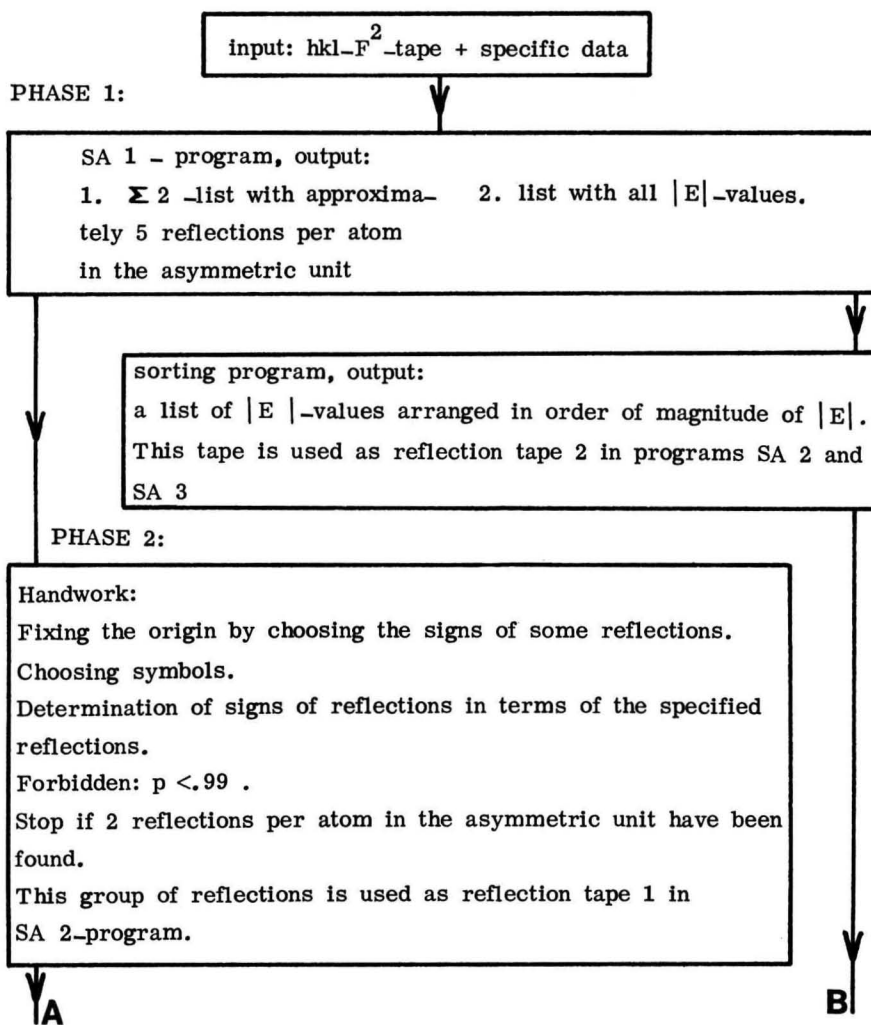 input: hkl-F²-tape + specific data
PHASE 1:
SA 1 - program, output:
1. Σ 2 -list with approxima- 2. list with all |E|-values.
tely 5 reflections per atom
in the asymmetric unit
sorting program, output:
a list of |E |-values arranged in order of magnitude of |E|.
This tape is used as reflection tape 2 in programs SA 2 and
SA 3
PHASE 2:
Handwork:
Fixing the origin by choosing the signs of some reflections.
Choosing symbols.
Determination of signs of reflections in terms of the specified
reflections.
Forbidden: p <.99 .
Stop if 2 reflections per atom in the asymmetric unit have been
found.
This group of reflections is used as reflection tape 1 in
SA 2-program.
A B